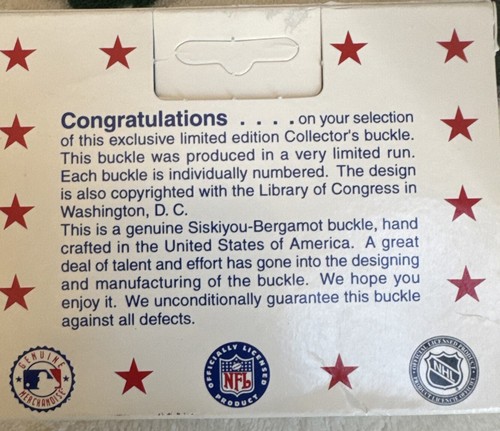 Congratulations . . . . on your selection
of this exclusive limited edition Collector's buckle.
This buckle was produced in a very limited run.
Each buckle is individually numbered. The design
is also copyrighted with the Library of Congress in
Washington, D. C.
This is a genuine Siskiyou-Bergamot buckle, hand
crafted in the United States of America. A great
deal of talent and effort has gone into the designing
and manufacturing of the buckle. We hope you
enjoy it. We unconditionally guarantee this buckle
against all defects.
GENUINE
MERCHANDISE
OFFICIALLY LICENSED
NFL
PRODUCT
OFFICIAL LICENSED PRODUCT
NHL